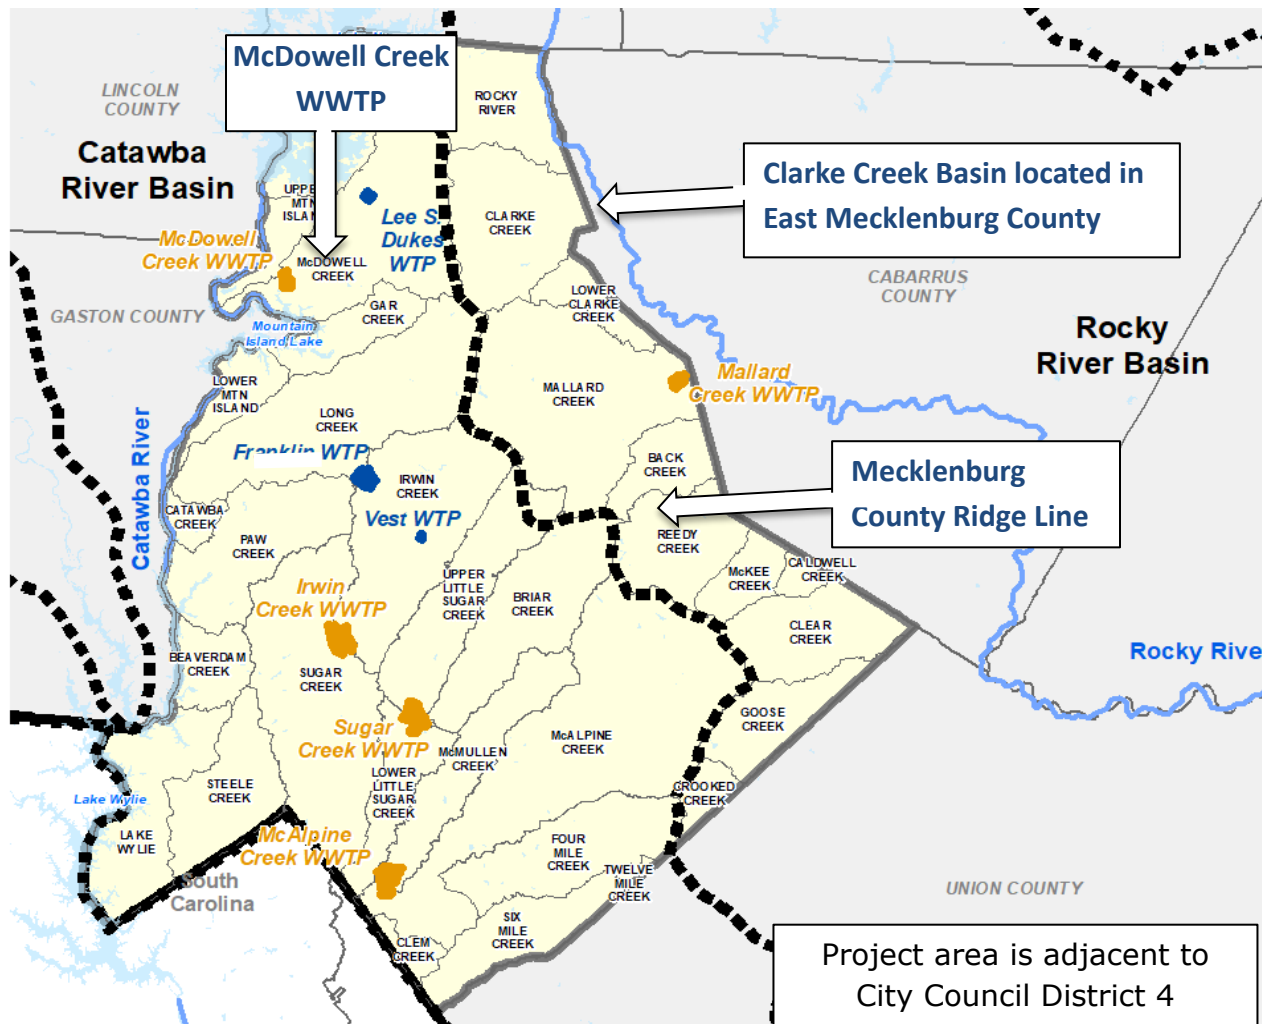 McDowell Creek
WWTP
LINCOLN
COUNTY
Catawba
River Basin
ROCKY
RIVER
Clarke Creek Basin located in
East Mecklenburg County
UPPE
MTN
ISLAND
Lee S.
Dukes
WTP
CLARKE
CREEK
McDowell
Creek WWTP
McDOWELL
CREEK
CABARRUS
COUNTY
GASTON COUNTY
GAR
CREEK
LOWER
CLARKE
CREEK
Mountain
Island Lake
Rocky
River Basin
LOWER
MTN
ISLAND
MALLARD
CREEK
Mallard
Creek WWTP
LONG
CREEK
Catawba River
Franklin WTP
IRWIN
CREEK
BACK
CREEK
Mecklenburg
County Ridge Line
CATAWBA
CREEK
Vest WTP
PAW
CREEK
REEDY
CREEK
McKEE
CREEK
CALDWELL
CREEK
Irwin
Creek WWTP
UPPER
LITTLE
SUGAR
CREEK
BRIAR
CREEK
CLEAR
CREEK
BEAVERDAM
CREEK
SUGAR
CREEK
Rocky Rive
Sugar
Creek WWTP
McMULLEN
CREEK
McALPINE
CREEK
GOOSE
CREEK
STEELE
CREEK
LOWER
LITTLE
SUGAR
CREEK
CROOKED
CREEK
Lake Wylie
LAKE
WYLIE
McAlpine
Creek WWTP
FOUR
MILE
CREEK
TWELVE
MILE
CREEK
South
Carolina
UNION COUNTY
SIX
MILE
CREEK
CLEM
CREEK
Project area is adjacent to
City Council District 4